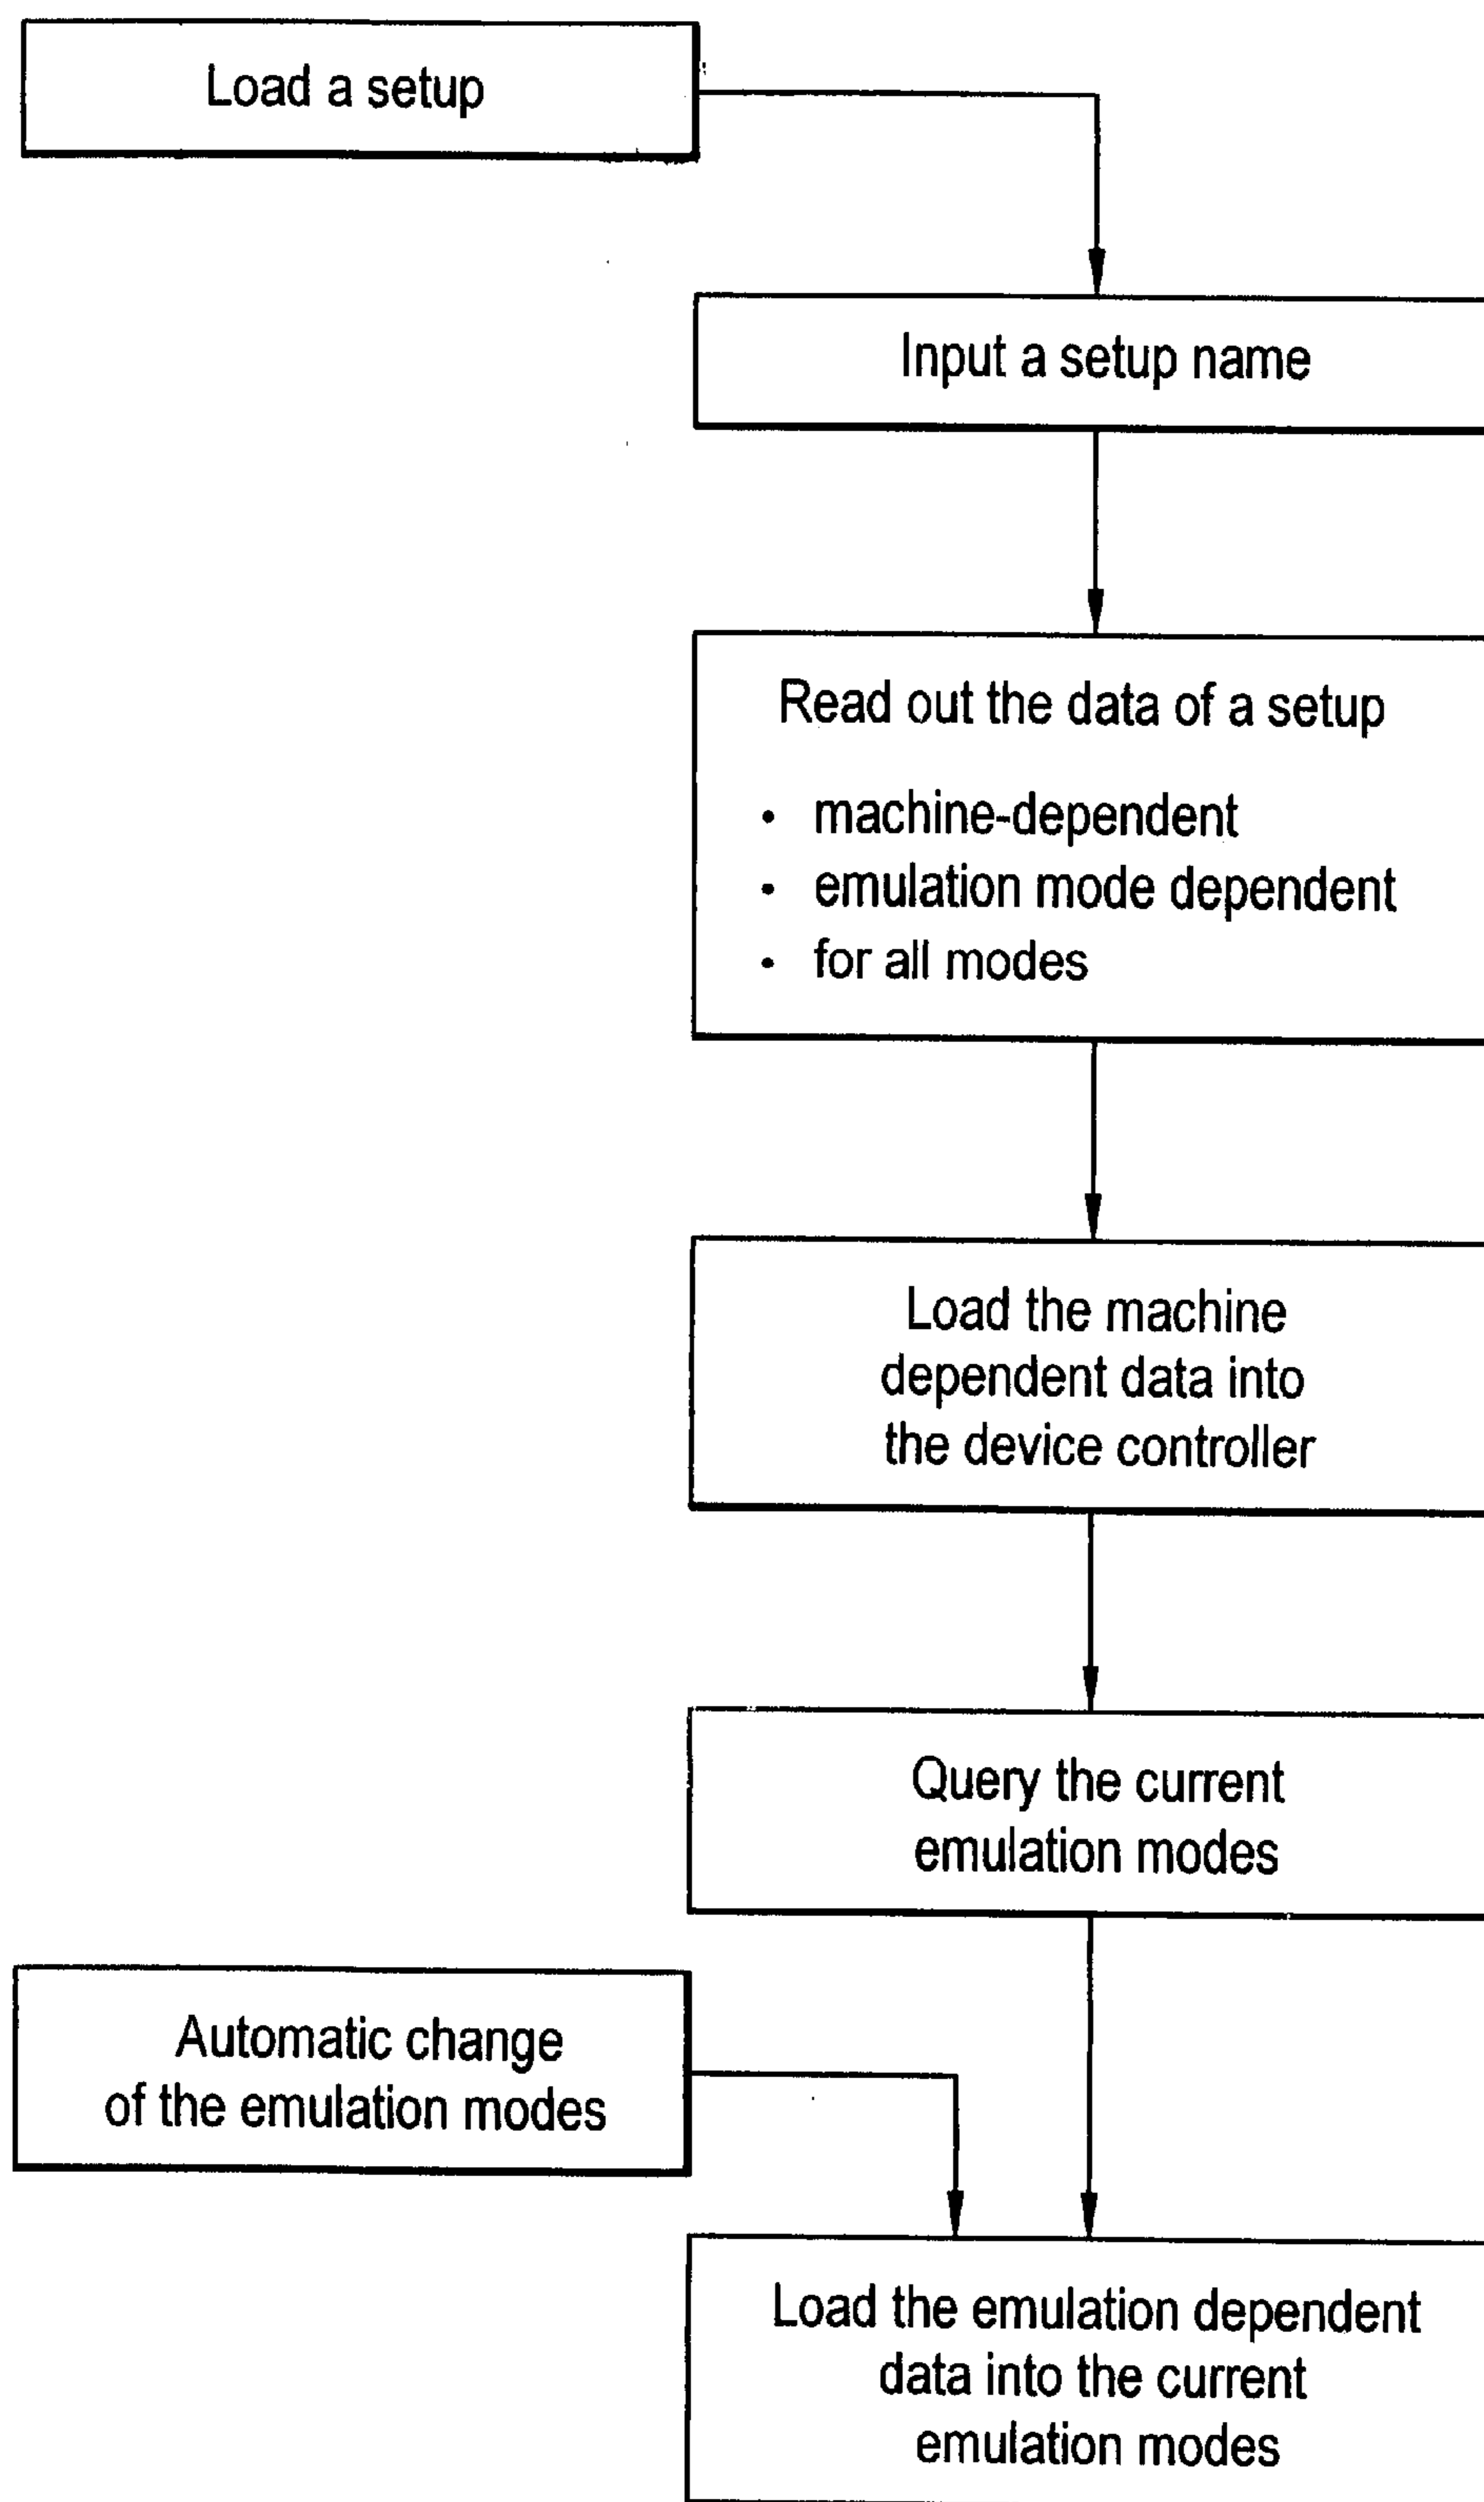 Load a setup
Input a setup name
Read out the data of a setup
• machine-dependent
• emulation mode dependent
• for all modes
Load the machine
dependent data into
the device controller
Query the current
emulation modes
Automatic change
of the emulation modes
Load the emulation dependent
data into the current
emulation modes